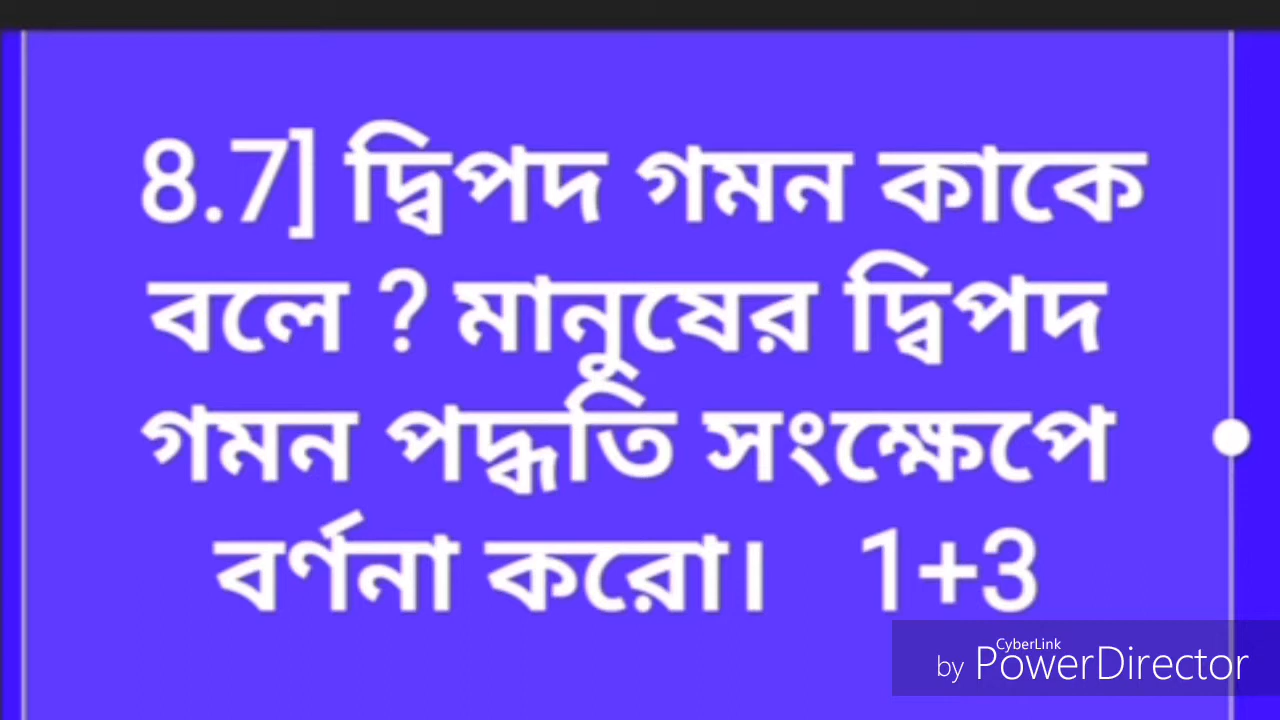 8.7] দ্বিপদ গমন কাকে
বলে ? মানুষের দ্বিপদ
গমন পদ্ধতি সংক্ষেপে
বর্ণনা করো।   1+3
CyberLink
by PowerDirector